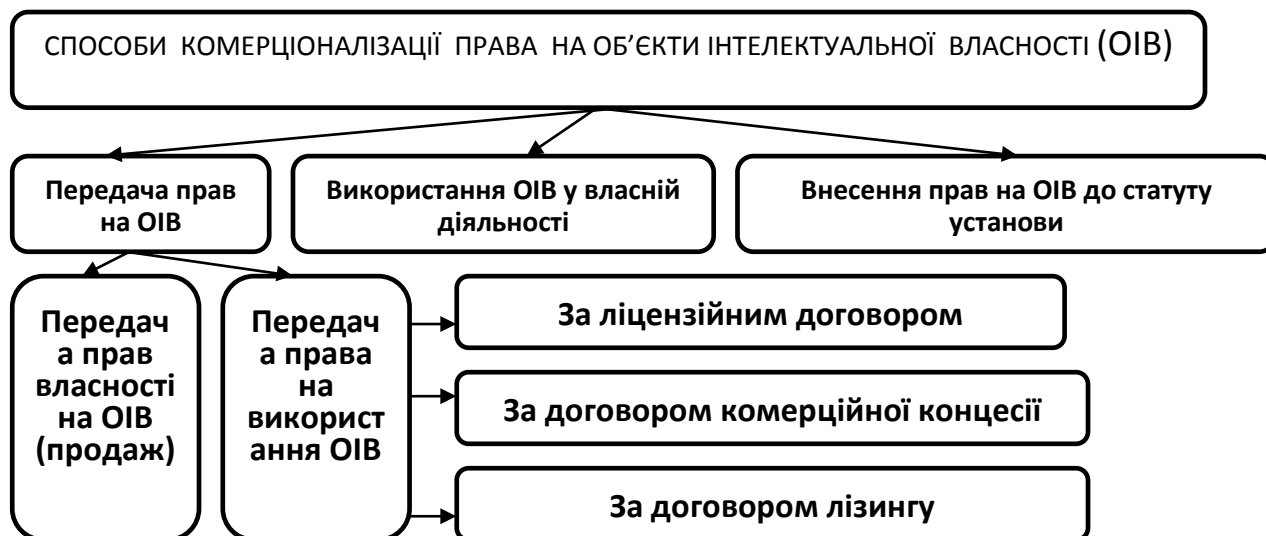 СПОСОБИ КОМЕРЦІОНАЛІЗАЦІЇ ПРАВА НА ОБ’ЄКТИ ІНТЕЛЕКТУАЛЬНОЇ ВЛАСНОСТІ (ОІВ)
Передача прав
на ОІВ
Використання ОІВ у власній
діяльності
Внесення прав на ОІВ до статуту
установи
Передач
а прав
власності
на ОІВ
(продаж)
Передач
а права
на
використ
ання ОІВ
За ліцензійним договором
За договором комерційної концесії
За договором лізингу